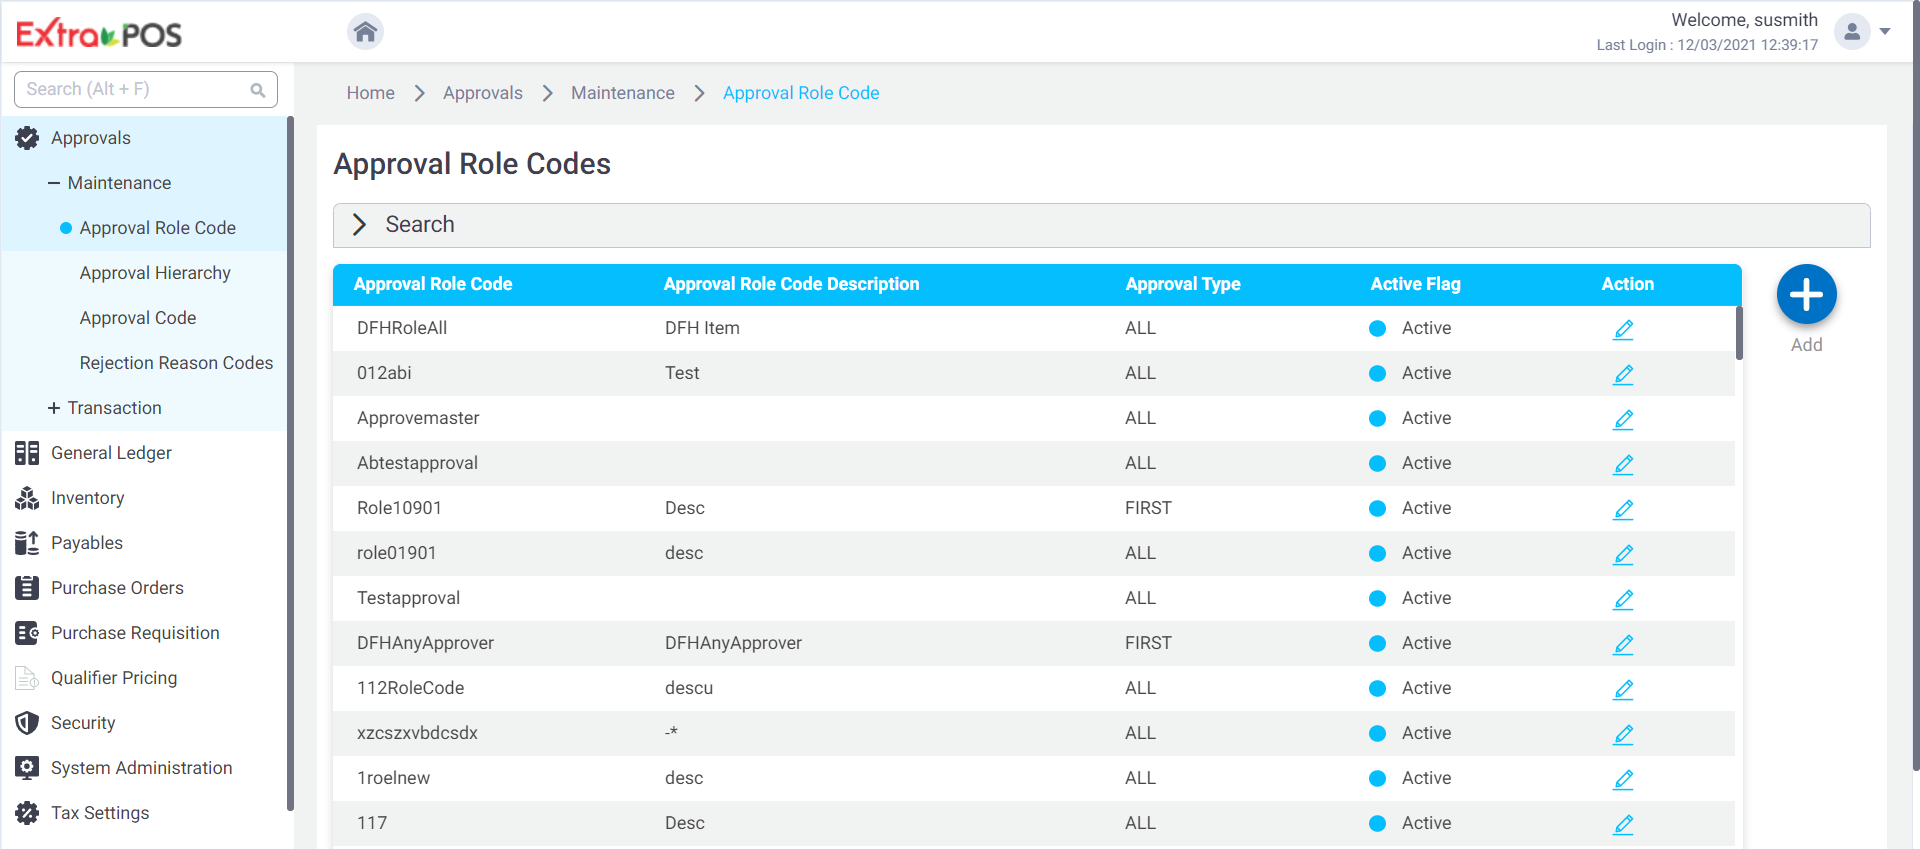 Extra POS
Welcome, susmith
Last Login : 12/03/2021 12:39:17
Search (Alt + F)
Home > Approvals > Maintenance > Approval Role Code
Approvals
Maintenance
Approval Role Code
Approval Hierarchy
Approval Code
Rejection Reason Codes
Transaction
General Ledger
Inventory
Payables
Purchase Orders
Purchase Requisition
Qualifier Pricing
Security
System Administration
Tax Settings
Approval Role Codes
Search
Approval Role Code Approval Role Code Description Approval Type Active Flag Action
DFHRoleAll DFH Item ALL Active
012abi Test ALL Active
Approvemaster ALL Active
Abtestapproval ALL Active
Role10901 Desc FIRST Active
role01901 desc ALL Active
Testapproval ALL Active
DFHAnyApprover DFHAnyApprover FIRST Active
112RoleCode descu ALL Active
xzcszxvbdcsdx -* ALL Active
1roelnew desc ALL Active
117 Desc ALL Active
Add